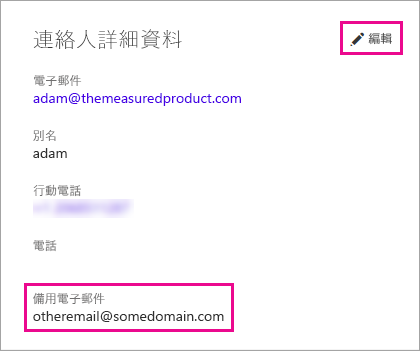 連絡人詳細資料
編輯
電子郵件
adam@themeasuredproduct.com
別名
adam
行動電話
電話
備用電子郵件
otheremail@somedomain.com